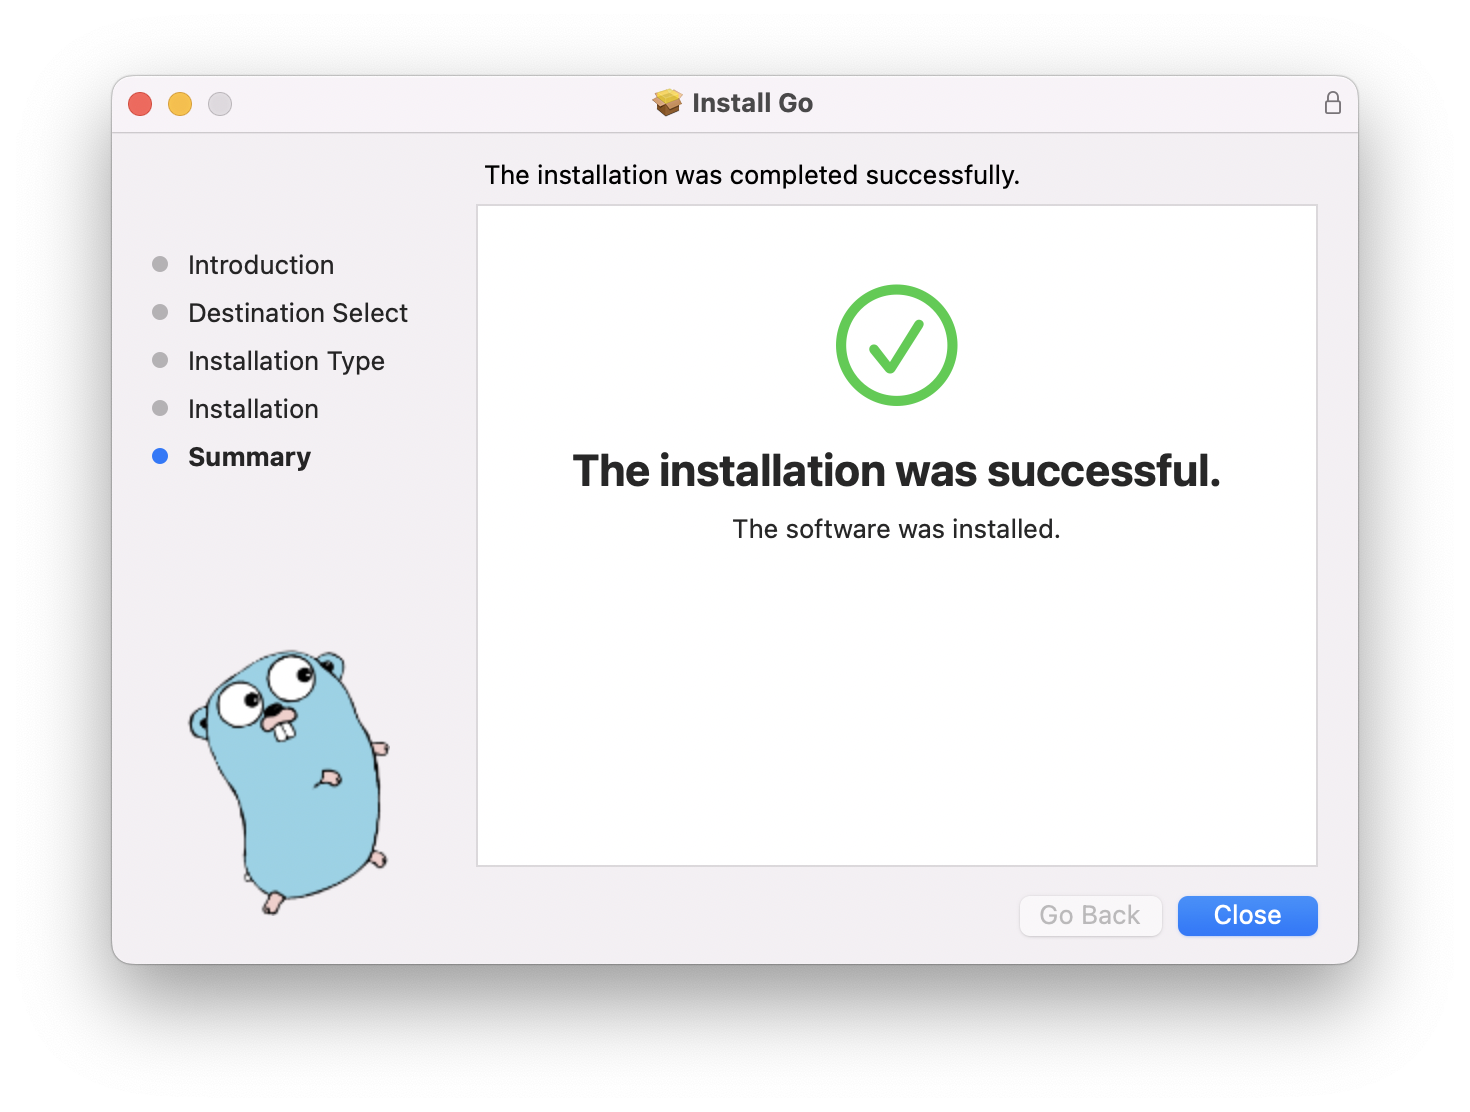 Install Go
The installation was completed successfully.
Introduction
Destination Select
Installation Type
Installation
Summary
The installation was successful.
The software was installed.
Go Back
Close